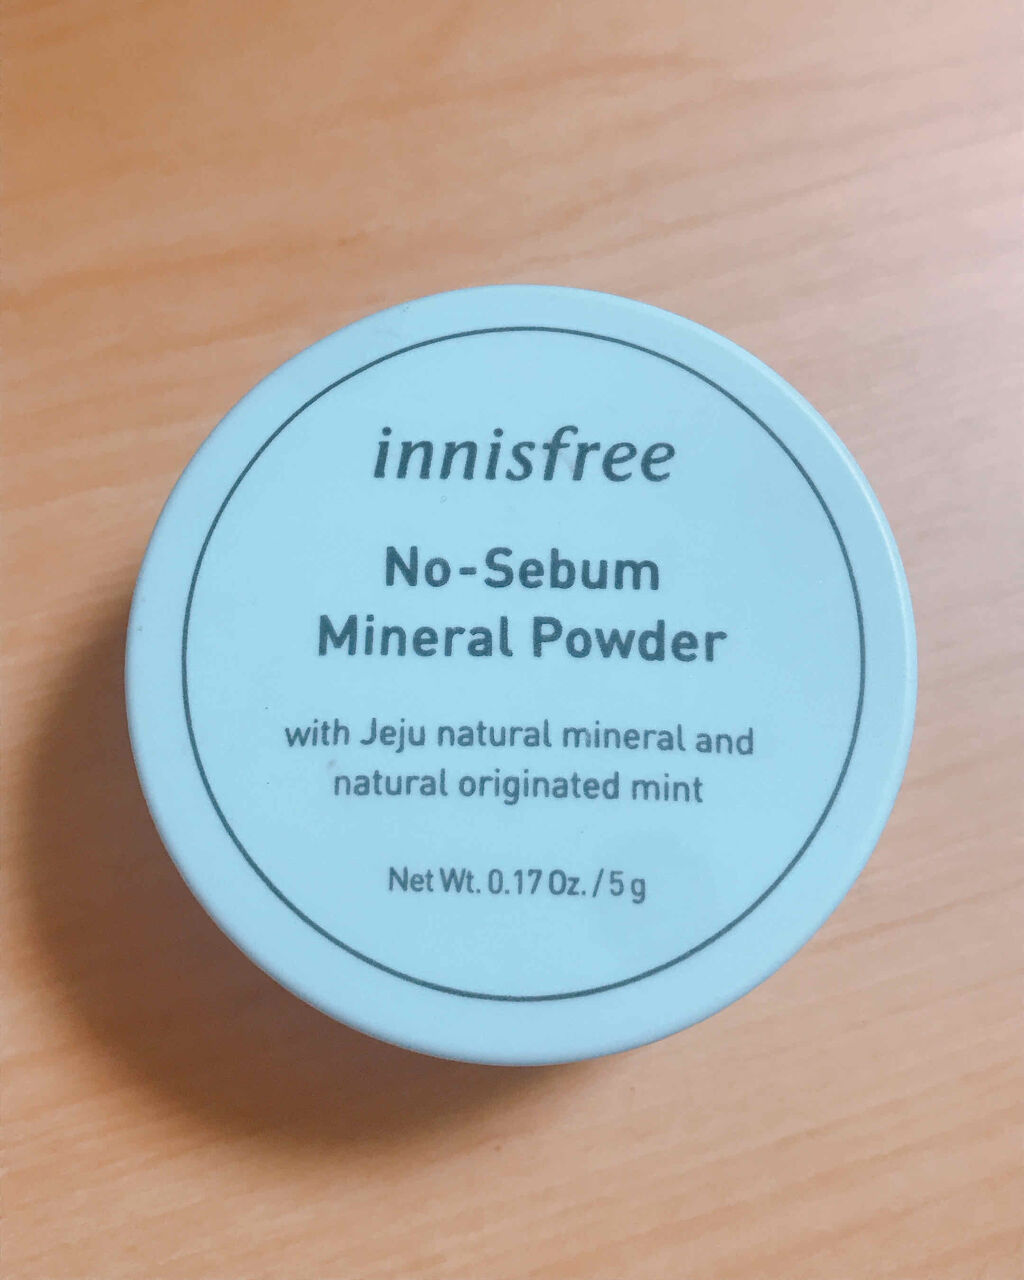 innisfree
No-Sebum
Mineral Powder
with Jeju natural mineral and
natural originated mint
Net Wt. 0.17 Oz. / 5 g